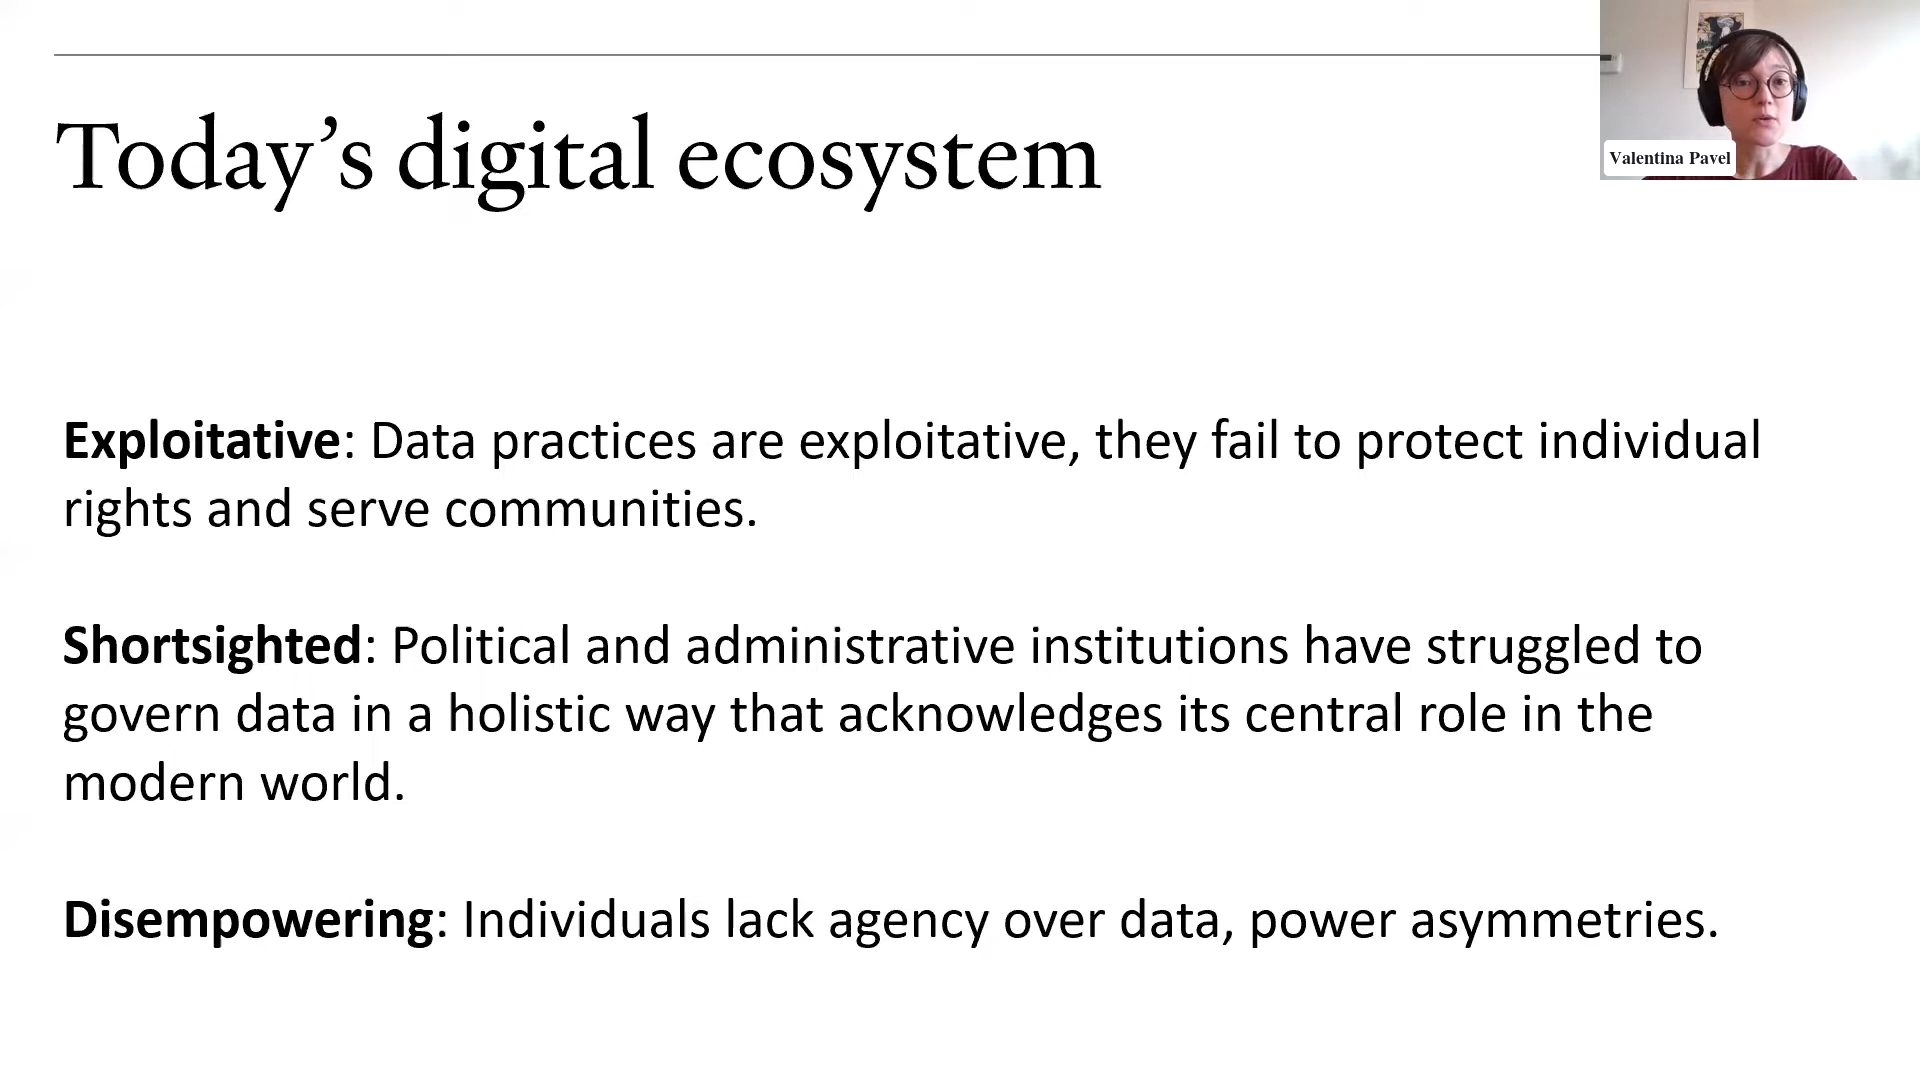 Today’s digital ecosystem
Valentina Pavel
Exploitative: Data practices are exploitative, they fail to protect individual
rights and serve communities.
Shortsighted: Political and administrative institutions have struggled to
govern data in a holistic way that acknowledges its central role in the
modern world.
Disempowering: Individuals lack agency over data, power asymmetries.